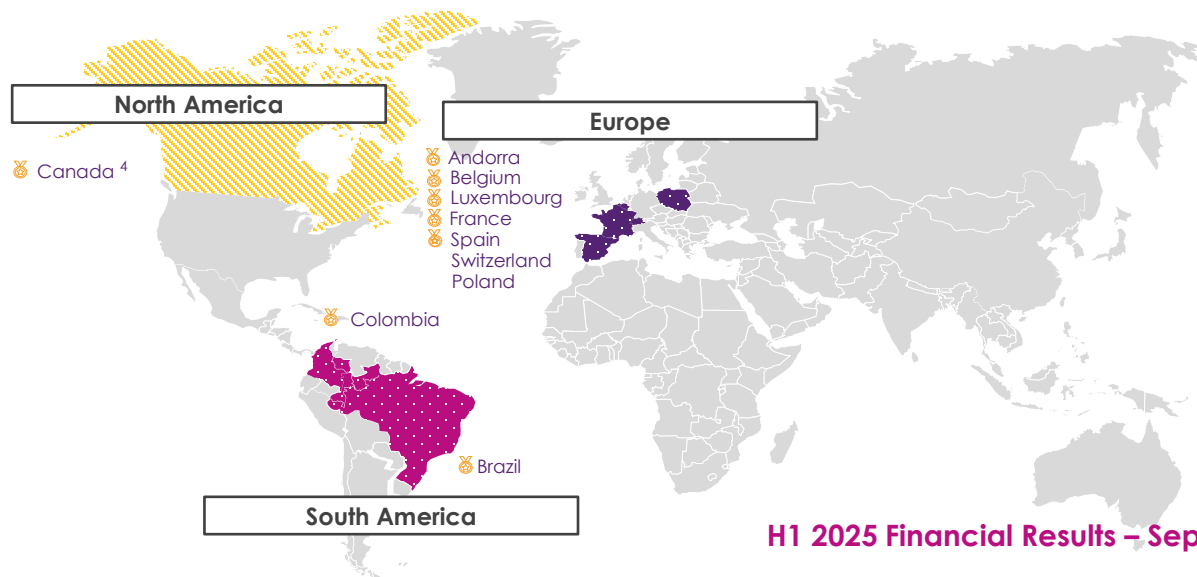 North America
Canada 4
Europe
Andorra
Belgium
Luxembourg
France
Spain
Switzerland
Poland
Colombia
Brazil
South America
H1 2025 Financial Results – Sep